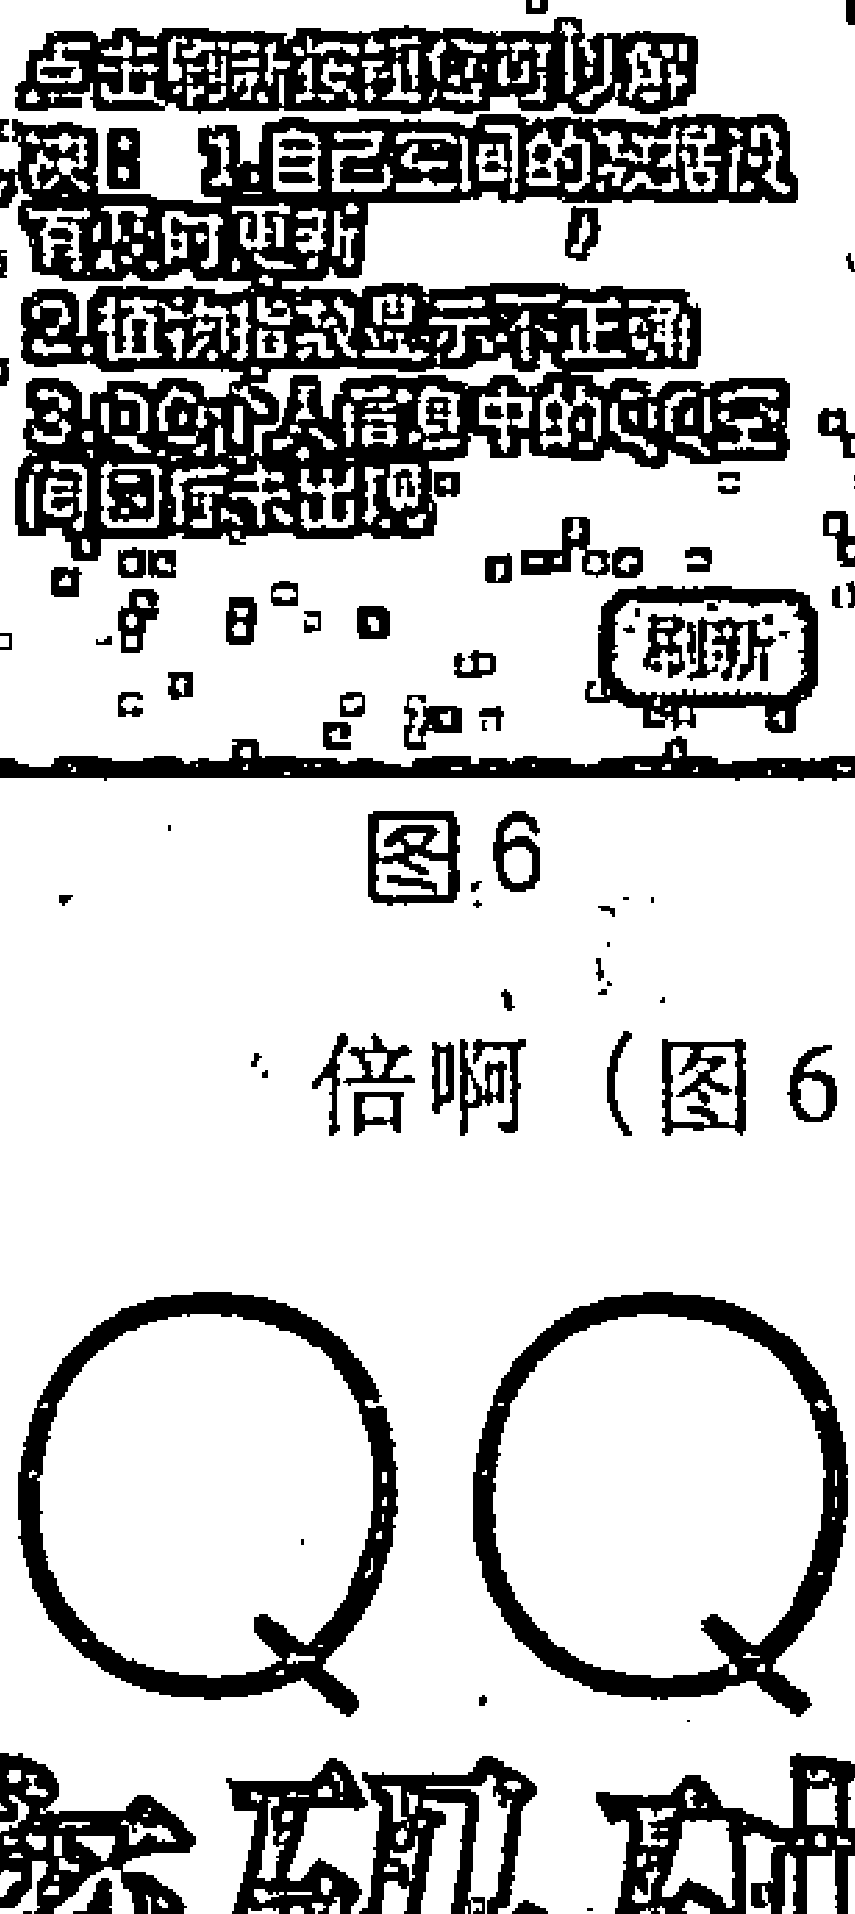 点击刷新按钮您可以解
决： 1.自己空间的数据没
有及时更新，
2.植物指数显示不正确
3.QQ个人信息中的QQ空
间图标未出现
刷新
图 6
倍啊（图 6
QQ